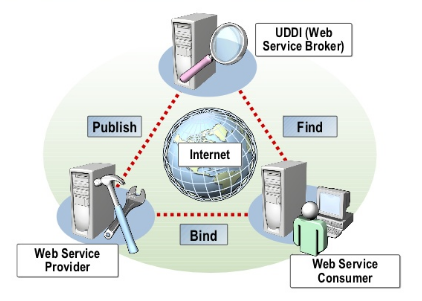 UDDI (Web
Service Broker)
Publish
Find
Internet
Bind
Web Service
Provider
Web Service
Consumer